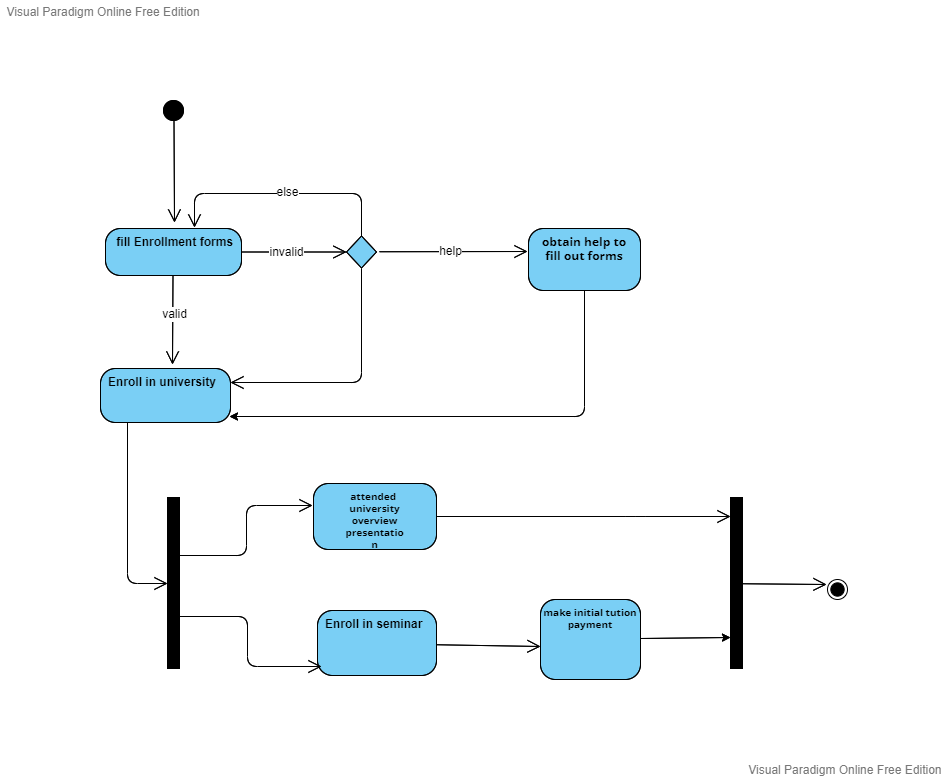 Visual Paradigm Online Free Edition
else
fill Enrollment forms
invalid
help
obtain help to
fill out forms
valid
Enroll in university
attended
university
overview
presentatio
n
Enroll in seminar
make initial tution
payment
Visual Paradigm Online Free Edition